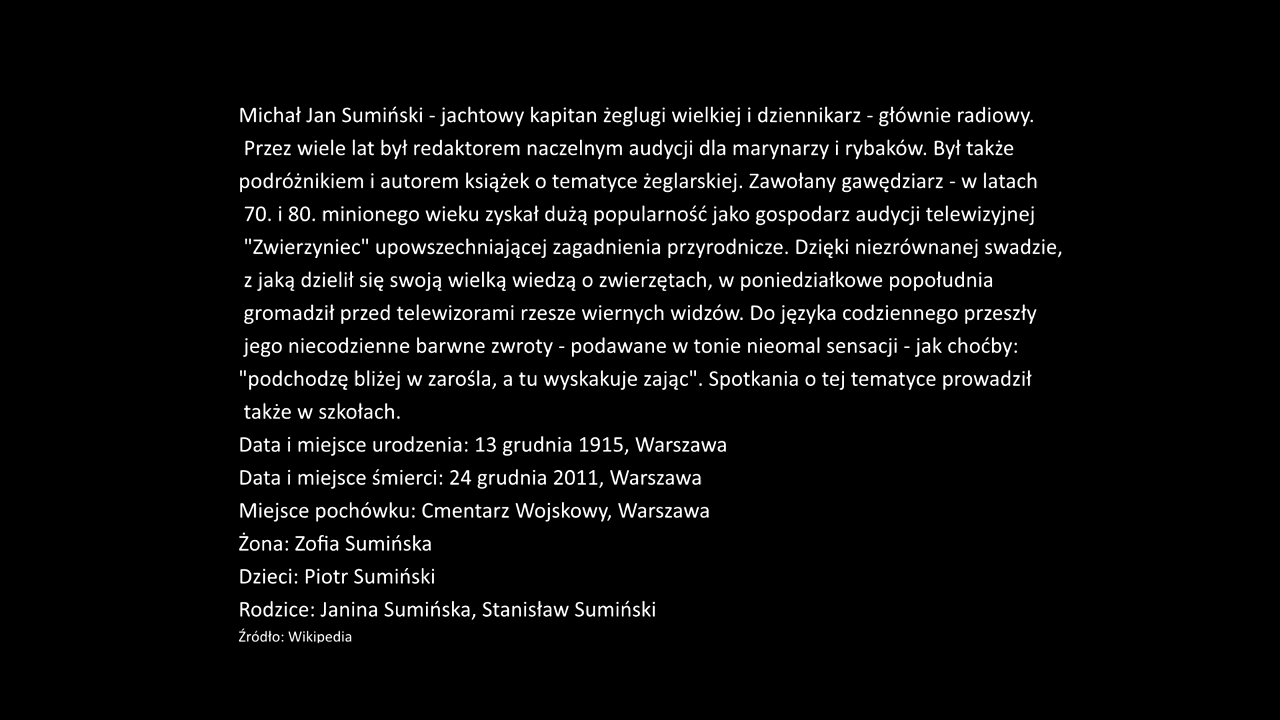 Michał Jan Sumiński - jachtowy kapitan żeglugi wielkiej i dziennikarz - głównie radiowy.
Przez wiele lat był redaktorem naczelnym audycji dla marynarzy i rybaków. Był także
podróżnikiem i autorem książek o tematyce żeglarskiej. Zawołany gawędziarz - w latach
70. i 80. minionego wieku zyskał dużą popularność jako gospodarz audycji telewizyjnej
"Zwierzyniec" upowszechniającej zagadnienia przyrodnicze. Dzięki niezrównanej swadzie,
z jaką dzielił się swoją wielką wiedzą o zwierzętach, w poniedziałkowe popołudnia
gromadził przed telewizorami rzesze wiernych widzów. Do języka codziennego przeszły
jego niecodzienne barwne zwroty - podawane w tonie nieomal sensacji - jak choćby:
"podchodzę bliżej w zarośla, a tu wyskakuje zając". Spotkania o tej tematyce prowadził
także w szkołach.
Data i miejsce urodzenia: 13 grudnia 1915, Warszawa
Data i miejsce śmierci: 24 grudnia 2011, Warszawa
Miejsce pochówku: Cmentarz Wojskowy, Warszawa
Żona: Zofia Sumińska
Dzieci: Piotr Sumiński
Rodzice: Janina Sumińska, Stanisław Sumiński
Źródło: Wikipedia